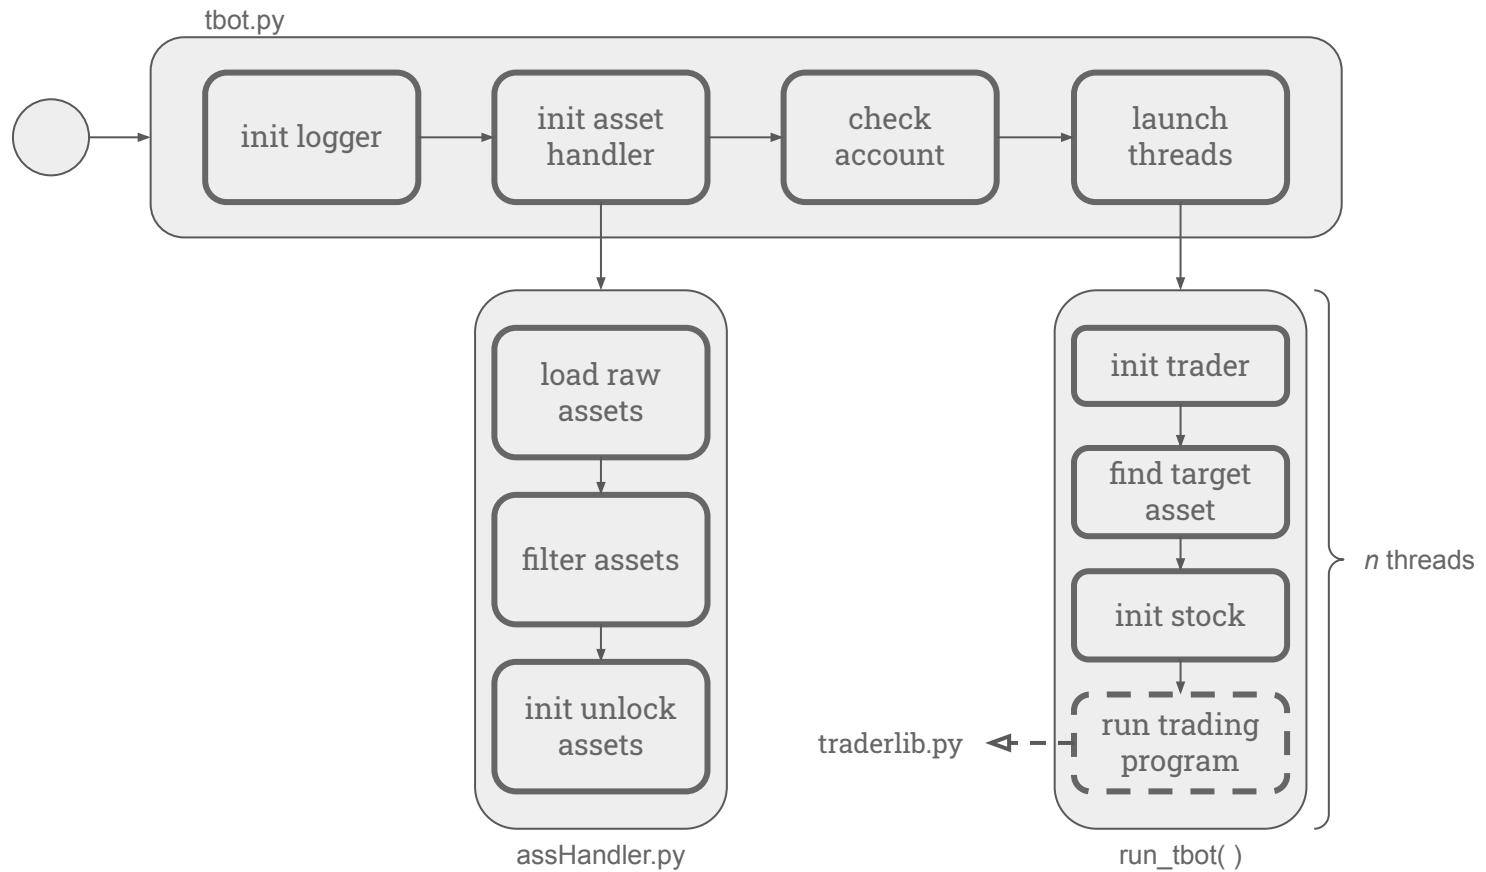 tbot.py
init logger
init asset
handler
check
account
launch
threads
load raw
assets
filter assets
init unlock
assets
assHandler.py
init trader
find target
asset
init stock
run trading
program
traderlib.py
n threads
run_tbot( )